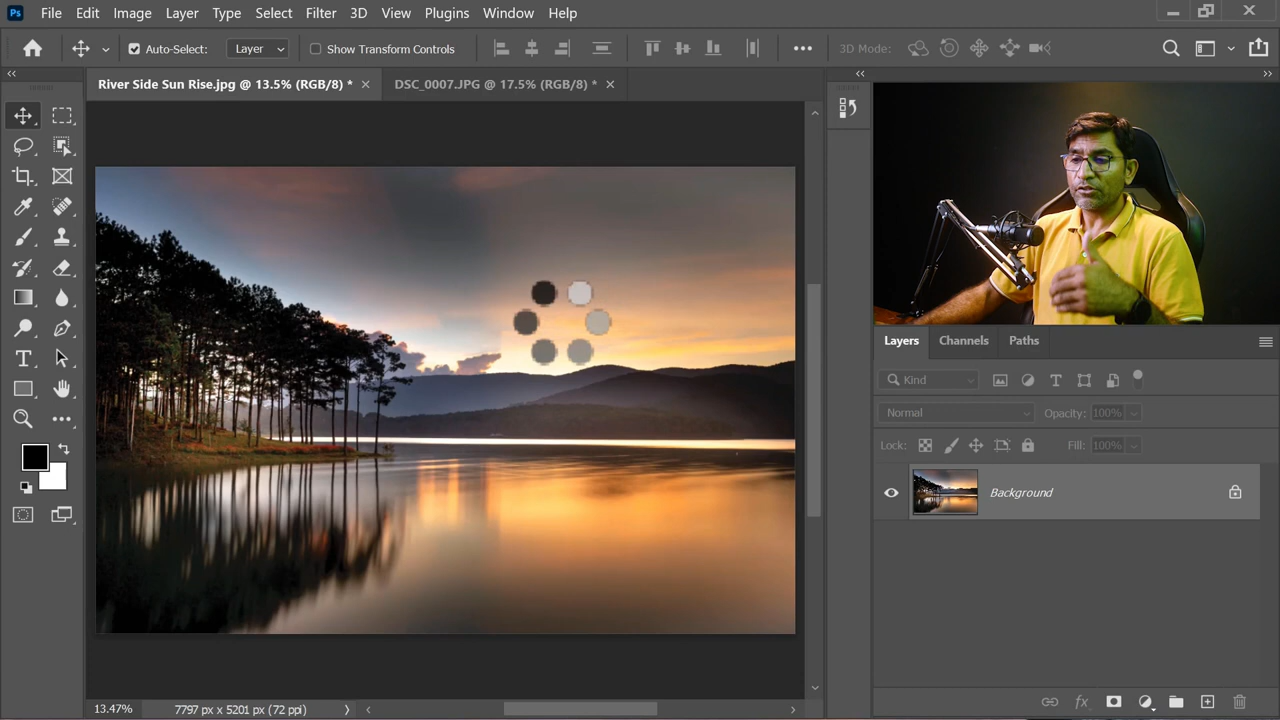 Ps File Edit Image Layer Type Select Filter 3D View Plugins Window Help
Auto-Select: Layer Show Transform Controls 3D Mode:
River Side Sun Rise.jpg @ 13.5% (RGB/8) * DSC_0007.JPG @ 17.5% (RGB/8) *
Layers Channels Paths
Kind
Normal Opacity: 100%
Lock: Fill: 100%
Background
13.47% 7797 px x 5201 px (72 ppi)